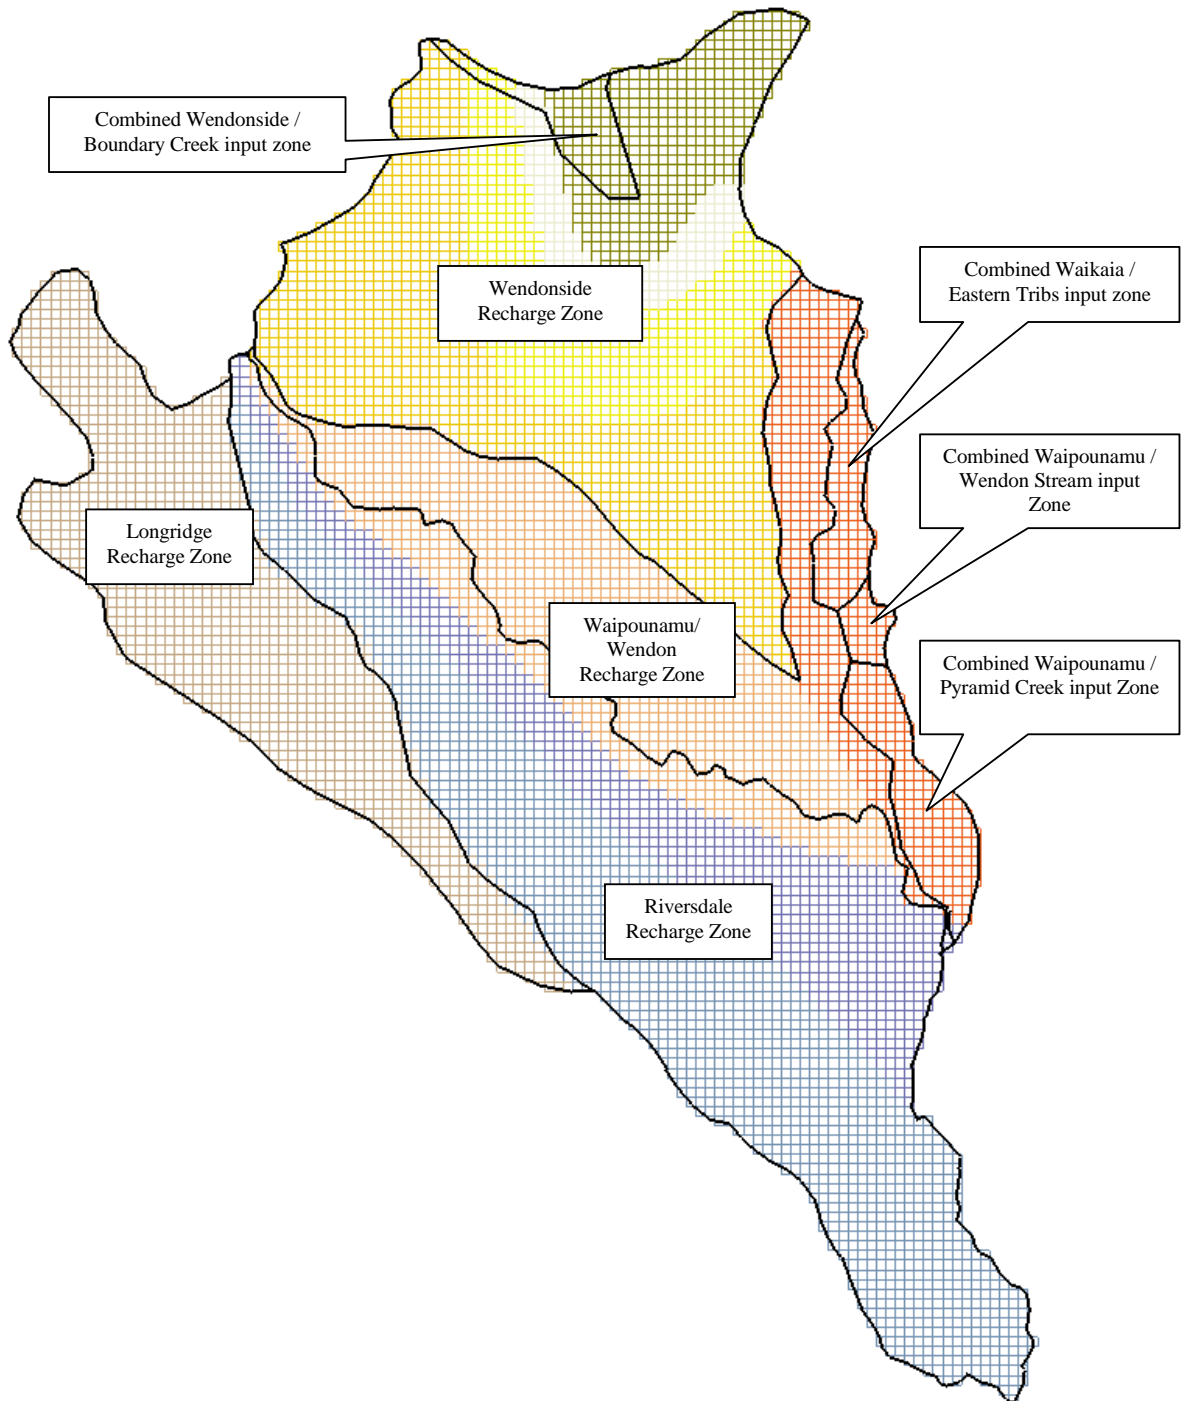 Combined Wendonside /
Boundary Creek input zone
Wendonside
Recharge Zone
Combined Waikaia /
Eastern Tribs input zone
Combined Waipounamu /
Wendon Stream input
Zone
Longridge
Recharge Zone
Waipounamu/
Wendon
Recharge Zone
Combined Waipounamu /
Pyramid Creek input Zone
Riversdale
Recharge Zone